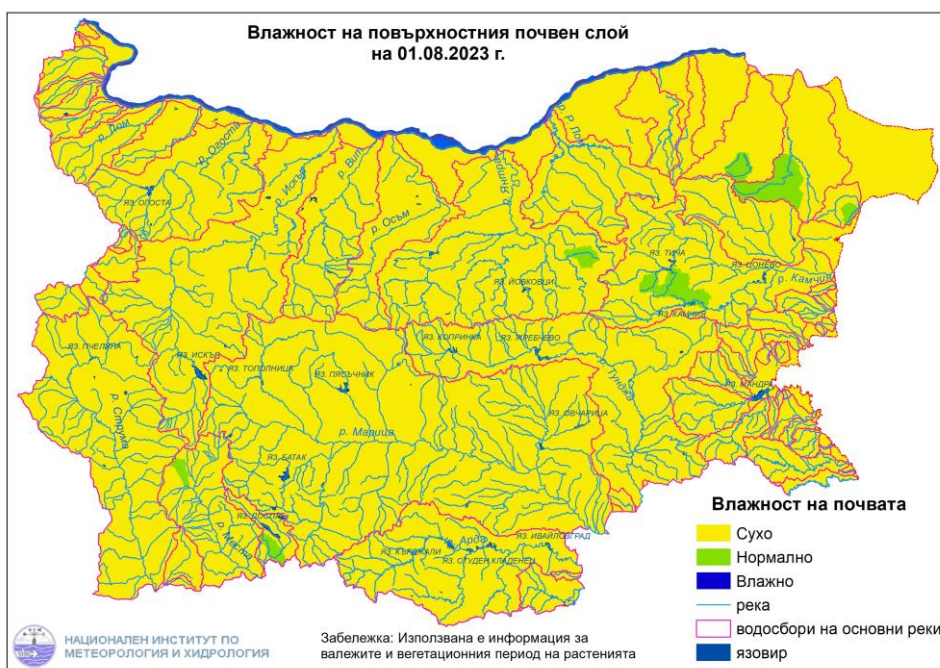 Влажност на повърхностния почвен слой
на 01.08.2023 г.
р. Лом
р. Огоста
р. Искър
р. Вит
р. Осъм
р. Янтра
р. Р. Лом
ЯЗ. ОГОСТА
ЯЗ. ТИЧА
ЯЗ. ЦОНЕВО
р. Камчия
ЯЗ. ЙОВКОВЦИ
ЯЗ. КАМЧИЯ
ЯЗ. ПЧЕЛИНА
ЯЗ. ИСКЪР
ЯЗ. ТОПОЛНИЦА
ЯЗ. ПЯСЪЧНИК
ЯЗ. КОПРИНКА
ЯЗ. ЖРЕБЧЕВО
р. Тунджа
ЯЗ. МАНДРА
р. Струма
ЯЗ. ОВЧАРИЦА
р. Марица
ЯЗ. БАТАК
ЯЗ. ДОСПАТ
р. Места
р. Арда
ЯЗ. ИВАЙЛОВГРАД
ЯЗ. КЪРДЖАЛИ
ЯЗ. СТУДЕН КЛАДЕНЕЦ
Влажност на почвата
Сухо
Нормално
Влажно
река
водосбори на основни реки
язовир
НАЦИОНАЛЕН ИНСТИТУТ ПО
МЕТЕОРОЛОГИЯ И ХИДРОЛОГИЯ
Забележка: Използвана е информация за
валежите и вегетационния период на растенията